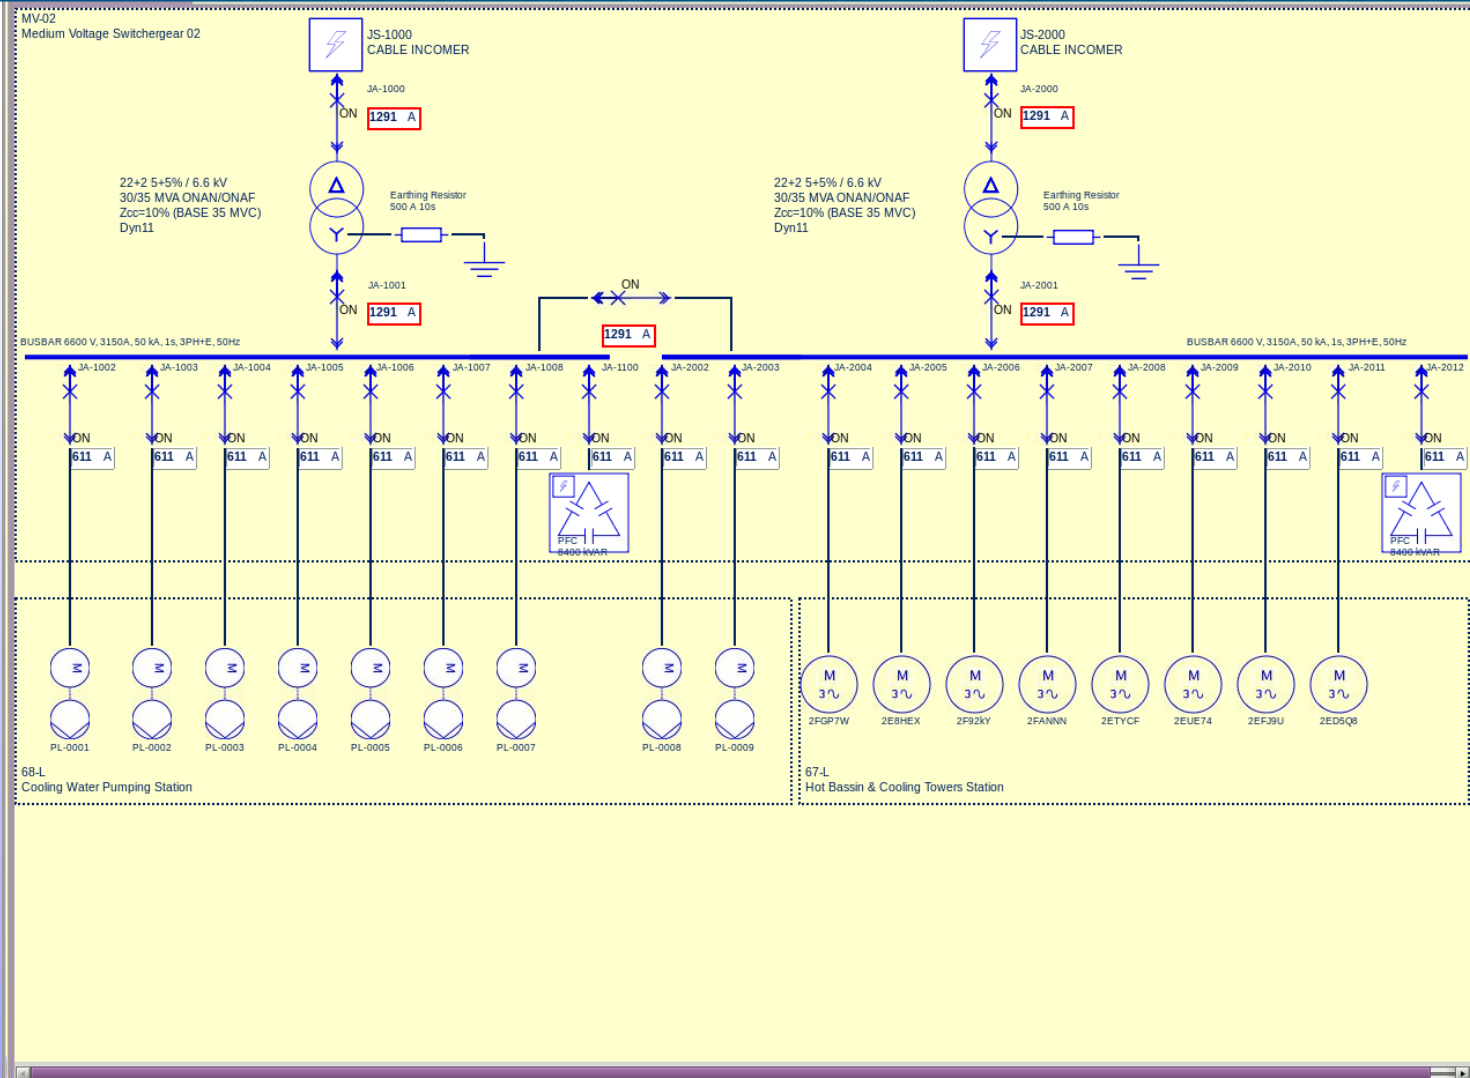 MV-02
Medium Voltage Switchergear 02
JS-1000
CABLE INCOMER
JS-2000
CABLE INCOMER
JA-1000
ON
1291 A
JA-2000
ON
1291 A
22+2 5+5% / 6.6 kV
30/35 MVA ONAN/ONAF
Zcc=10% (BASE 35 MVC)
Dyn11
Earthing Resistor
500 A 10s
Y
22+2 5+5% / 6.6 kV
30/35 MVA ONAN/ONAF
Zcc=10% (BASE 35 MVC)
Dyn11
Earthing Resistor
500 A 10s
Y
JA-1001
ON
1291 A
ON
1291 A
JA-2001
ON
1291 A
BUSBAR 6600 V, 3150A, 50 kA, 1s, 3PH+E, 50Hz
BUSBAR 6600 V, 3150A, 50 kA, 1s, 3PH+E, 50Hz
JA-1002 JA-1003 JA-1004 JA-1005 JA-1006 JA-1007 JA-1008 JA-1100 JA-2002 JA-2003 JA-2004 JA-2005 JA-2006 JA-2007 JA-2008 JA-2009 JA-2010 JA-2011 JA-2012
ON ON ON ON ON ON ON ON ON ON ON ON ON ON ON ON ON ON ON
611 A 611 A 611 A 611 A 611 A 611 A 611 A 611 A 611 A 611 A 611 A 611 A 611 A 611 A 611 A 611 A 611 A 611 A 611 A
PFC
8400 kVAR
PFC
8400 kVAR
M M M M M M M M M
PL-0001 PL-0002 PL-0003 PL-0004 PL-0005 PL-0006 PL-0007 PL-0008 PL-0009
68-L
Cooling Water Pumping Station
M M M M M M M M
3∿ 3∿ 3∿ 3∿ 3∿ 3∿ 3∿ 3∿
2FGP7W 2E8HEX 2F92kY 2FANNN 2ETYCF 2EUE74 2EFJ9U 2ED5Q8
67-L
Hot Bassin & Cooling Towers Station